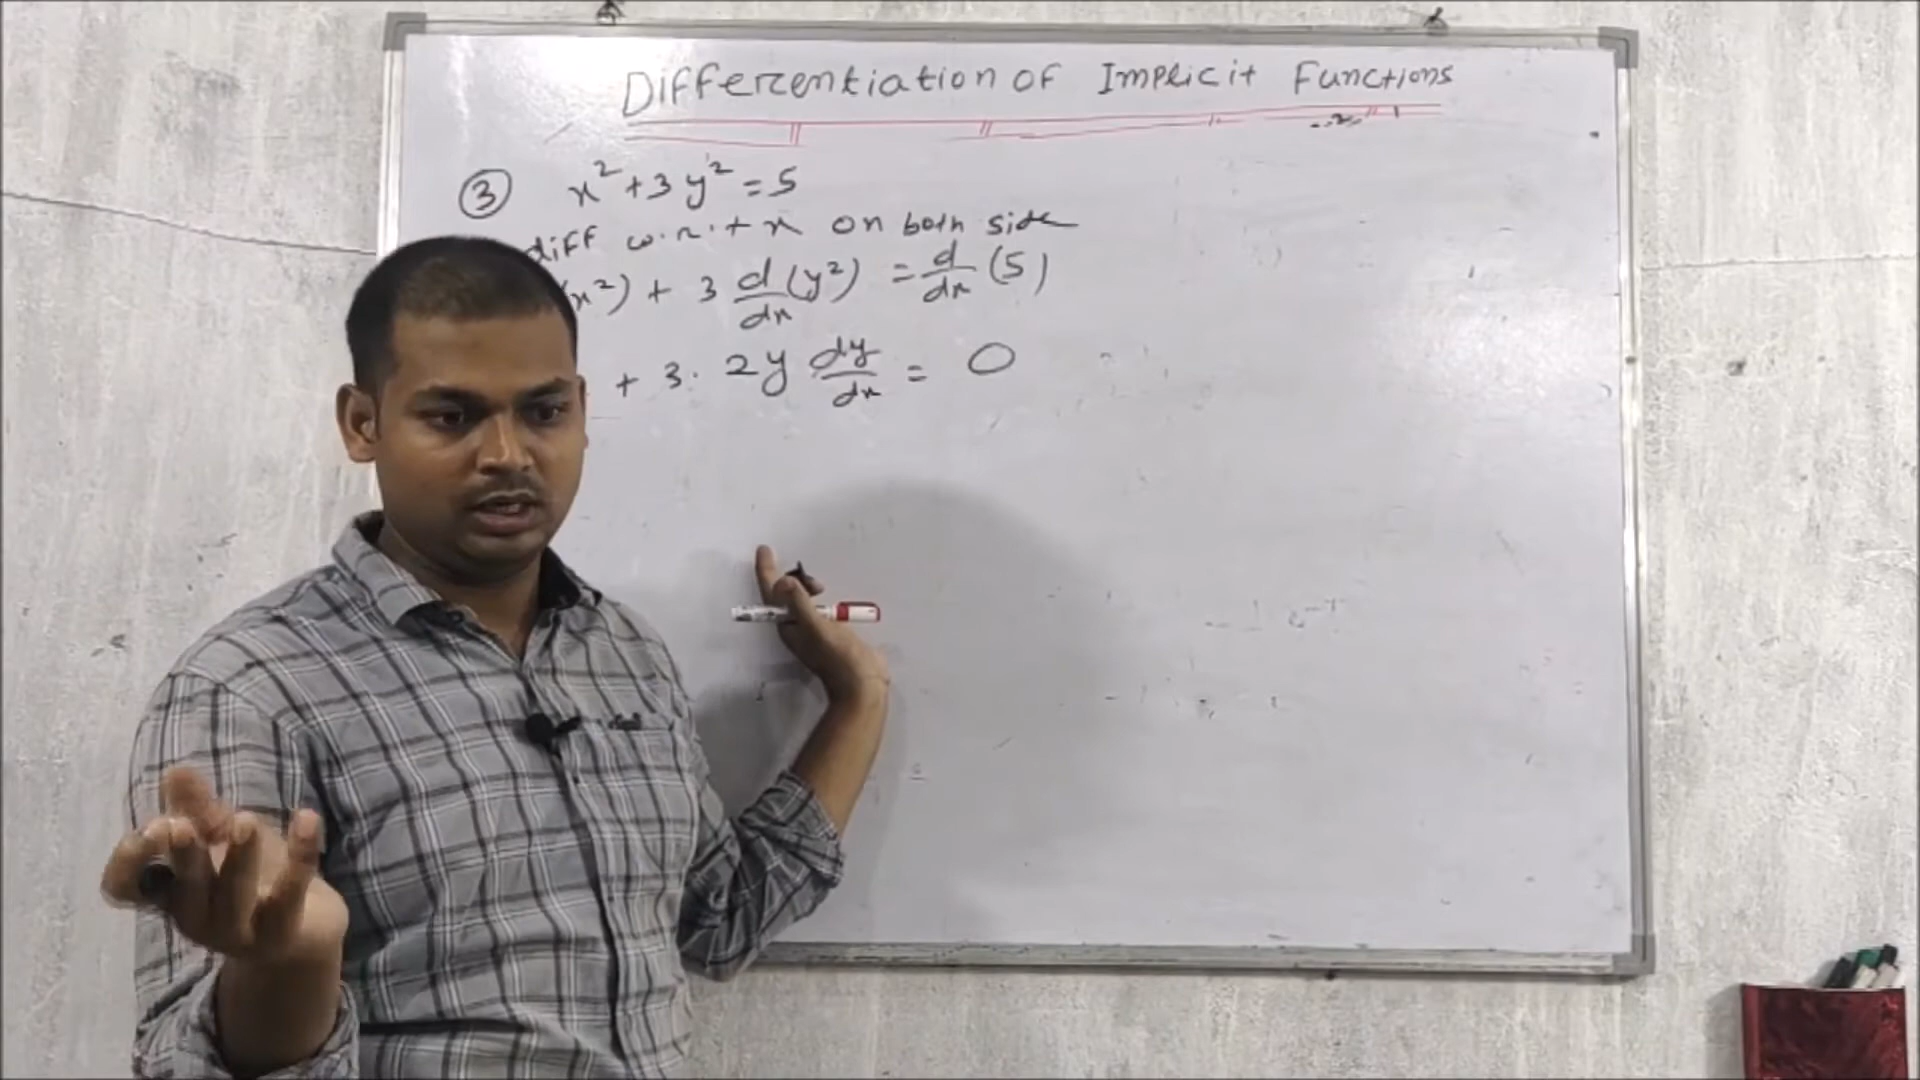 Differentiation of Implicit Functions
③ x² + 3y² = 5
diff w.r.t x on both side
(x²) + 3 d/dx (y²) = d/dx (5)
+ 3. 2y dy/dx = 0